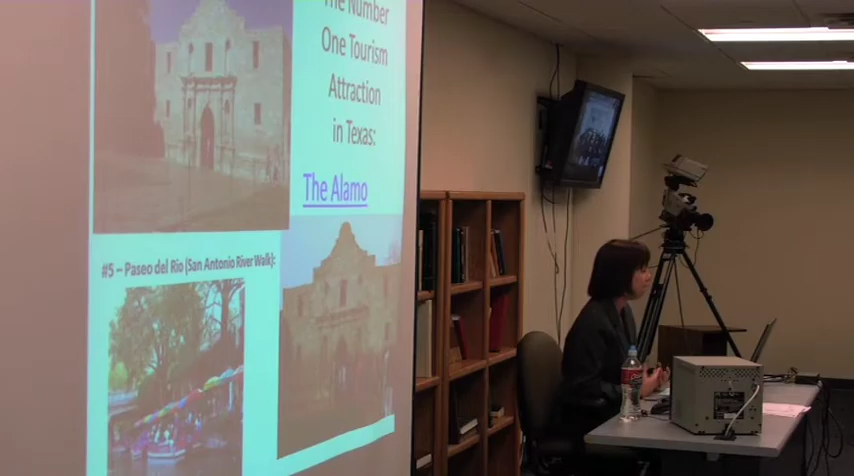 The Number
One Tourism
Attraction
in Texas:
The Alamo
#5 – Paseo del Rio (San Antonio River Walk):